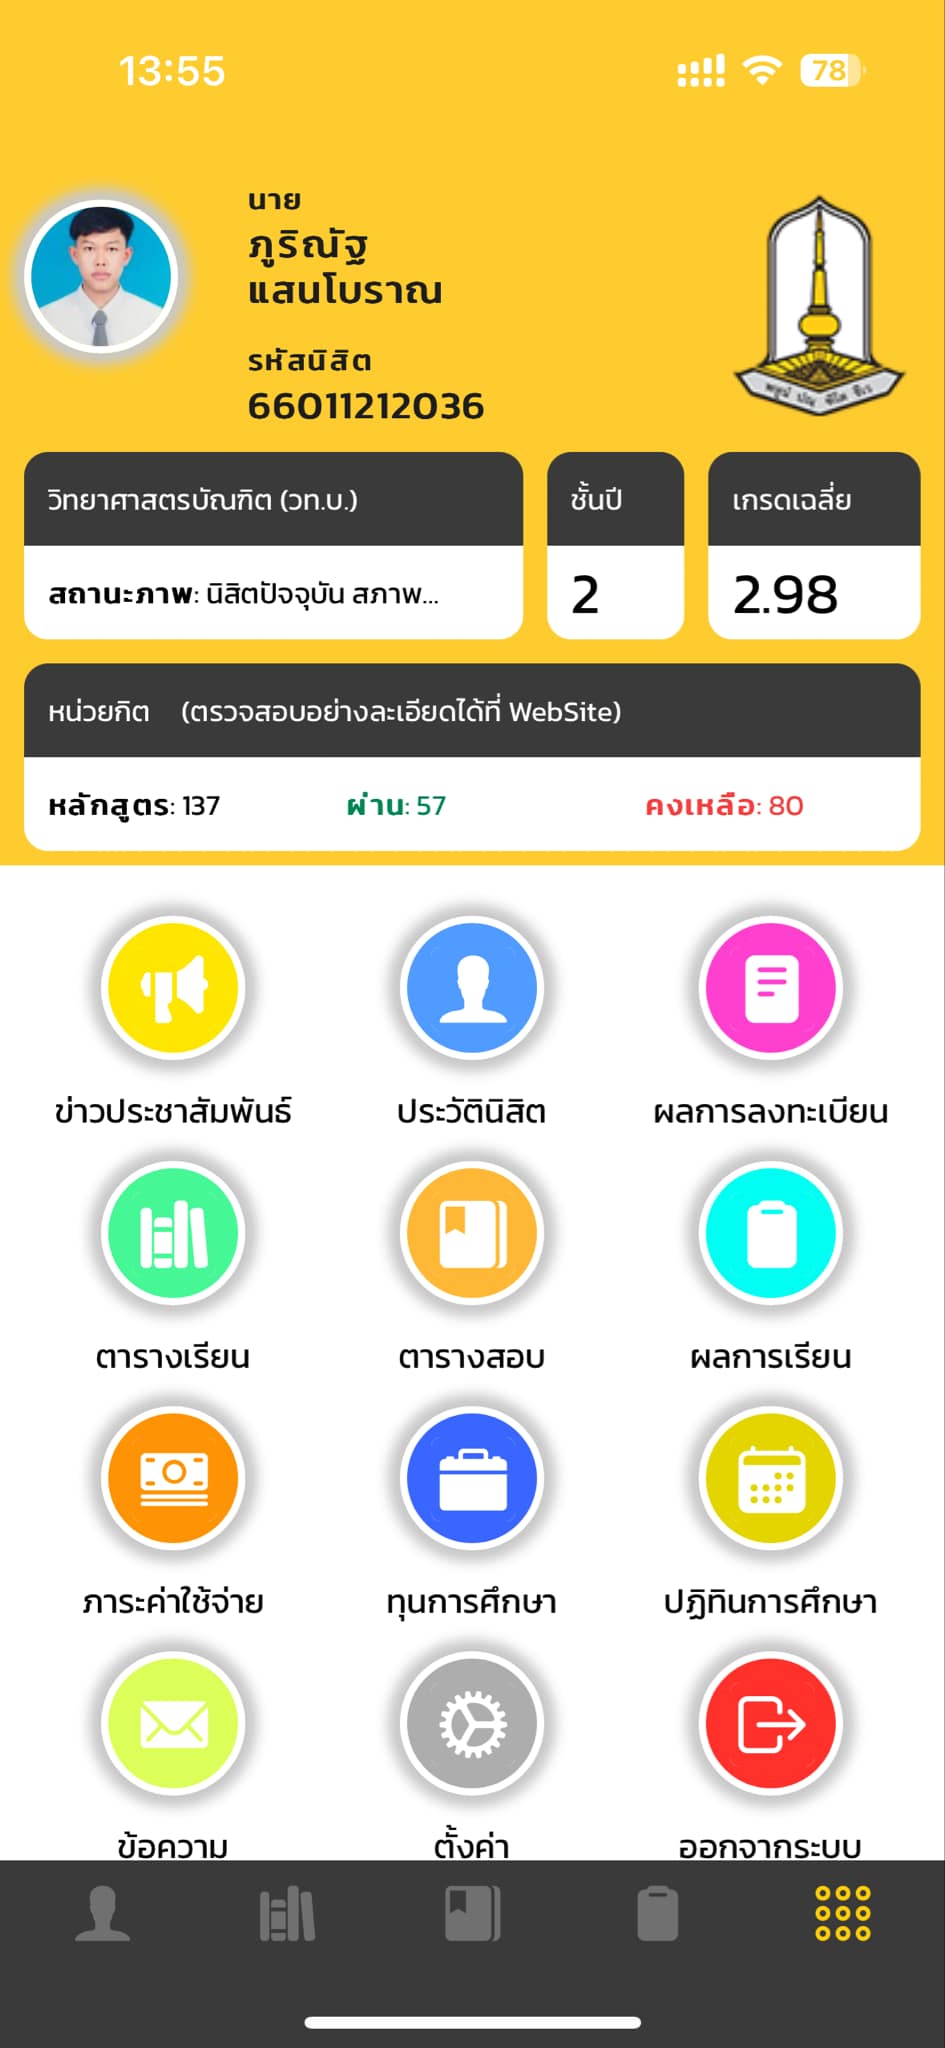 13:55
78
นาย
ภูริณัฐ
แสนโบราณ
รหัสนิสิต
66011212036
วิทยาศาสตรบัณฑิต (วท.บ.)
สถานะภาพ: นิสิตปัจจุบัน สภาพ...
ชั้นปี
2
เกรดเฉลี่ย
2.98
หน่วยกิต (ตรวจสอบอย่างละเอียดได้ที่ WebSite)
หลักสูตร: 137 ผ่าน: 57 คงเหลือ: 80
ข่าวประชาสัมพันธ์ ประวัตินิสิต ผลการลงทะเบียน
ตารางเรียน ตารางสอบ ผลการเรียน
ภาระค่าใช้จ่าย ทุนการศึกษา ปฏิทินการศึกษา
ข้อความ ตั้งค่า ออกจากระบบ